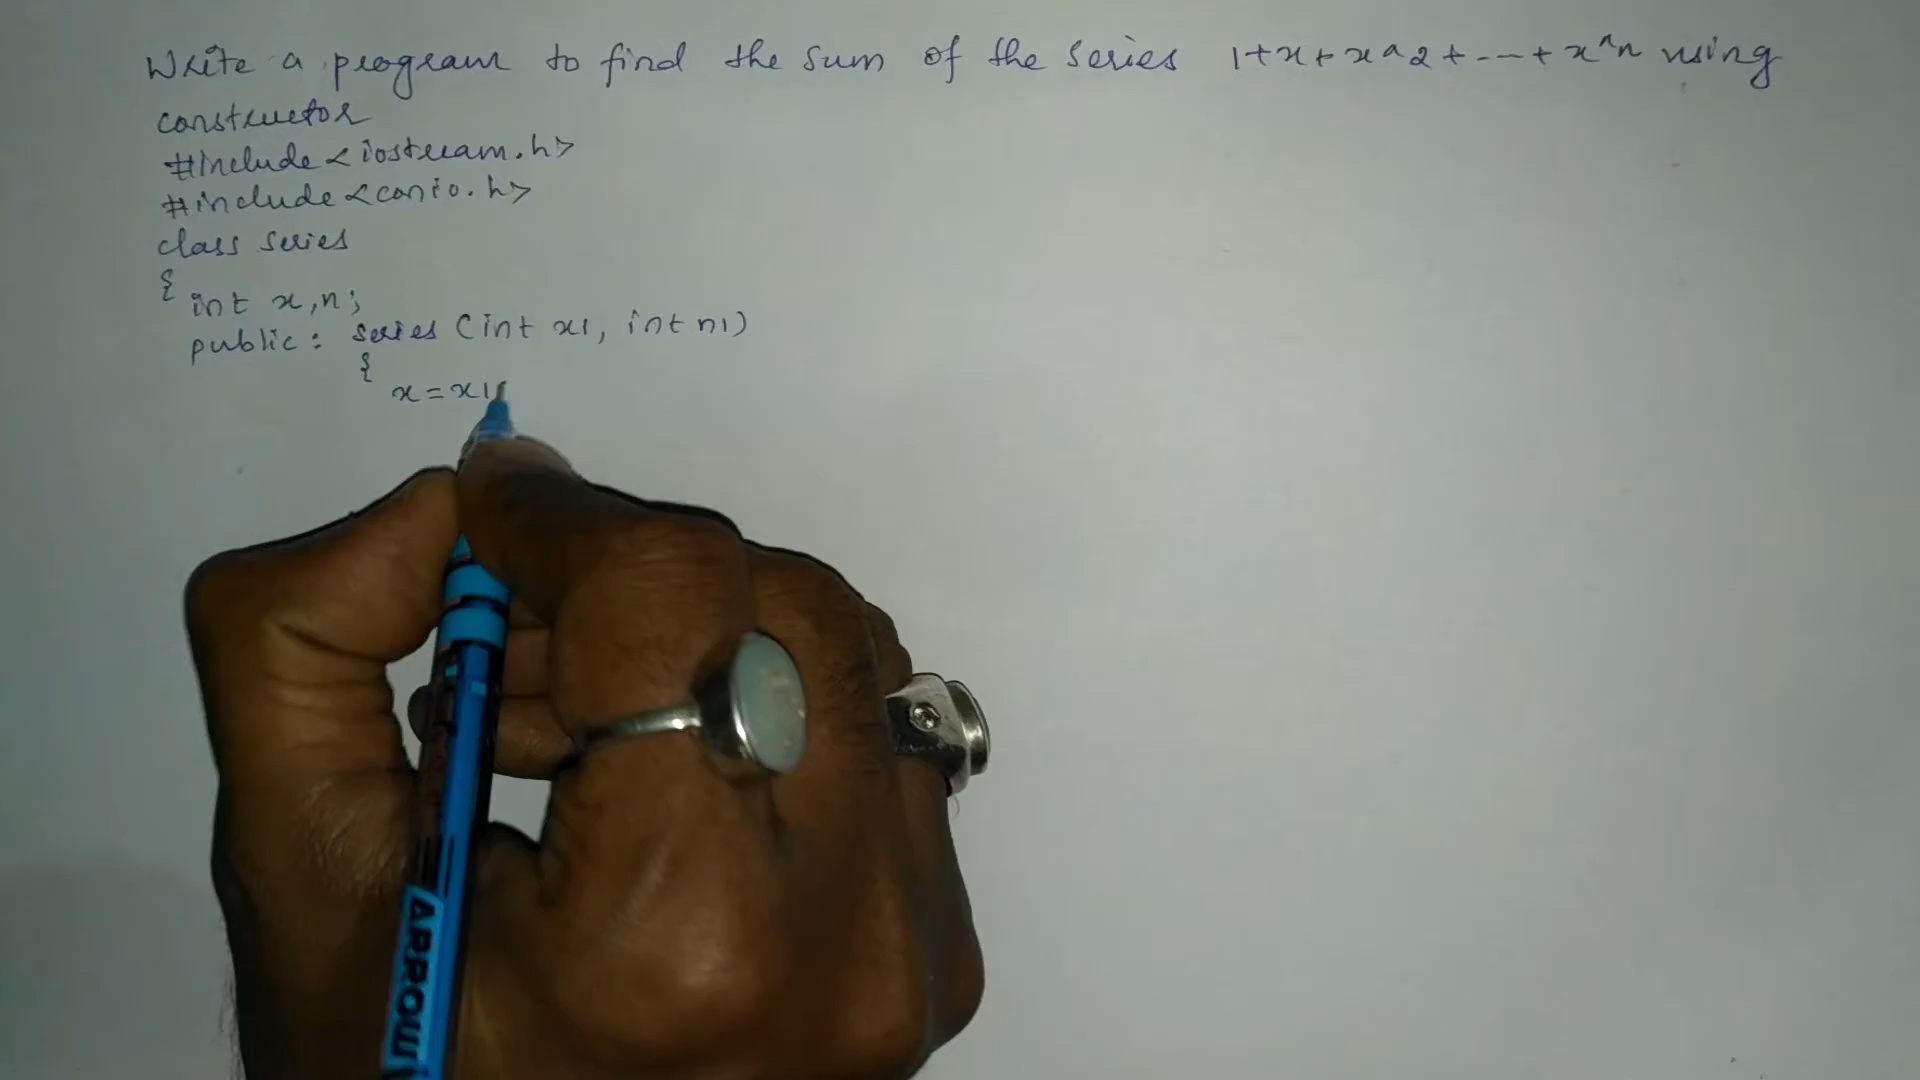 Write a program to find the sum of the series 1+x+x^2+---+x^n using
constructor
#include<iostream.h>
#include<conio.h>
class series
{
int x,n;
public: series (int x1, int n1)
{
x=x1
ARROW